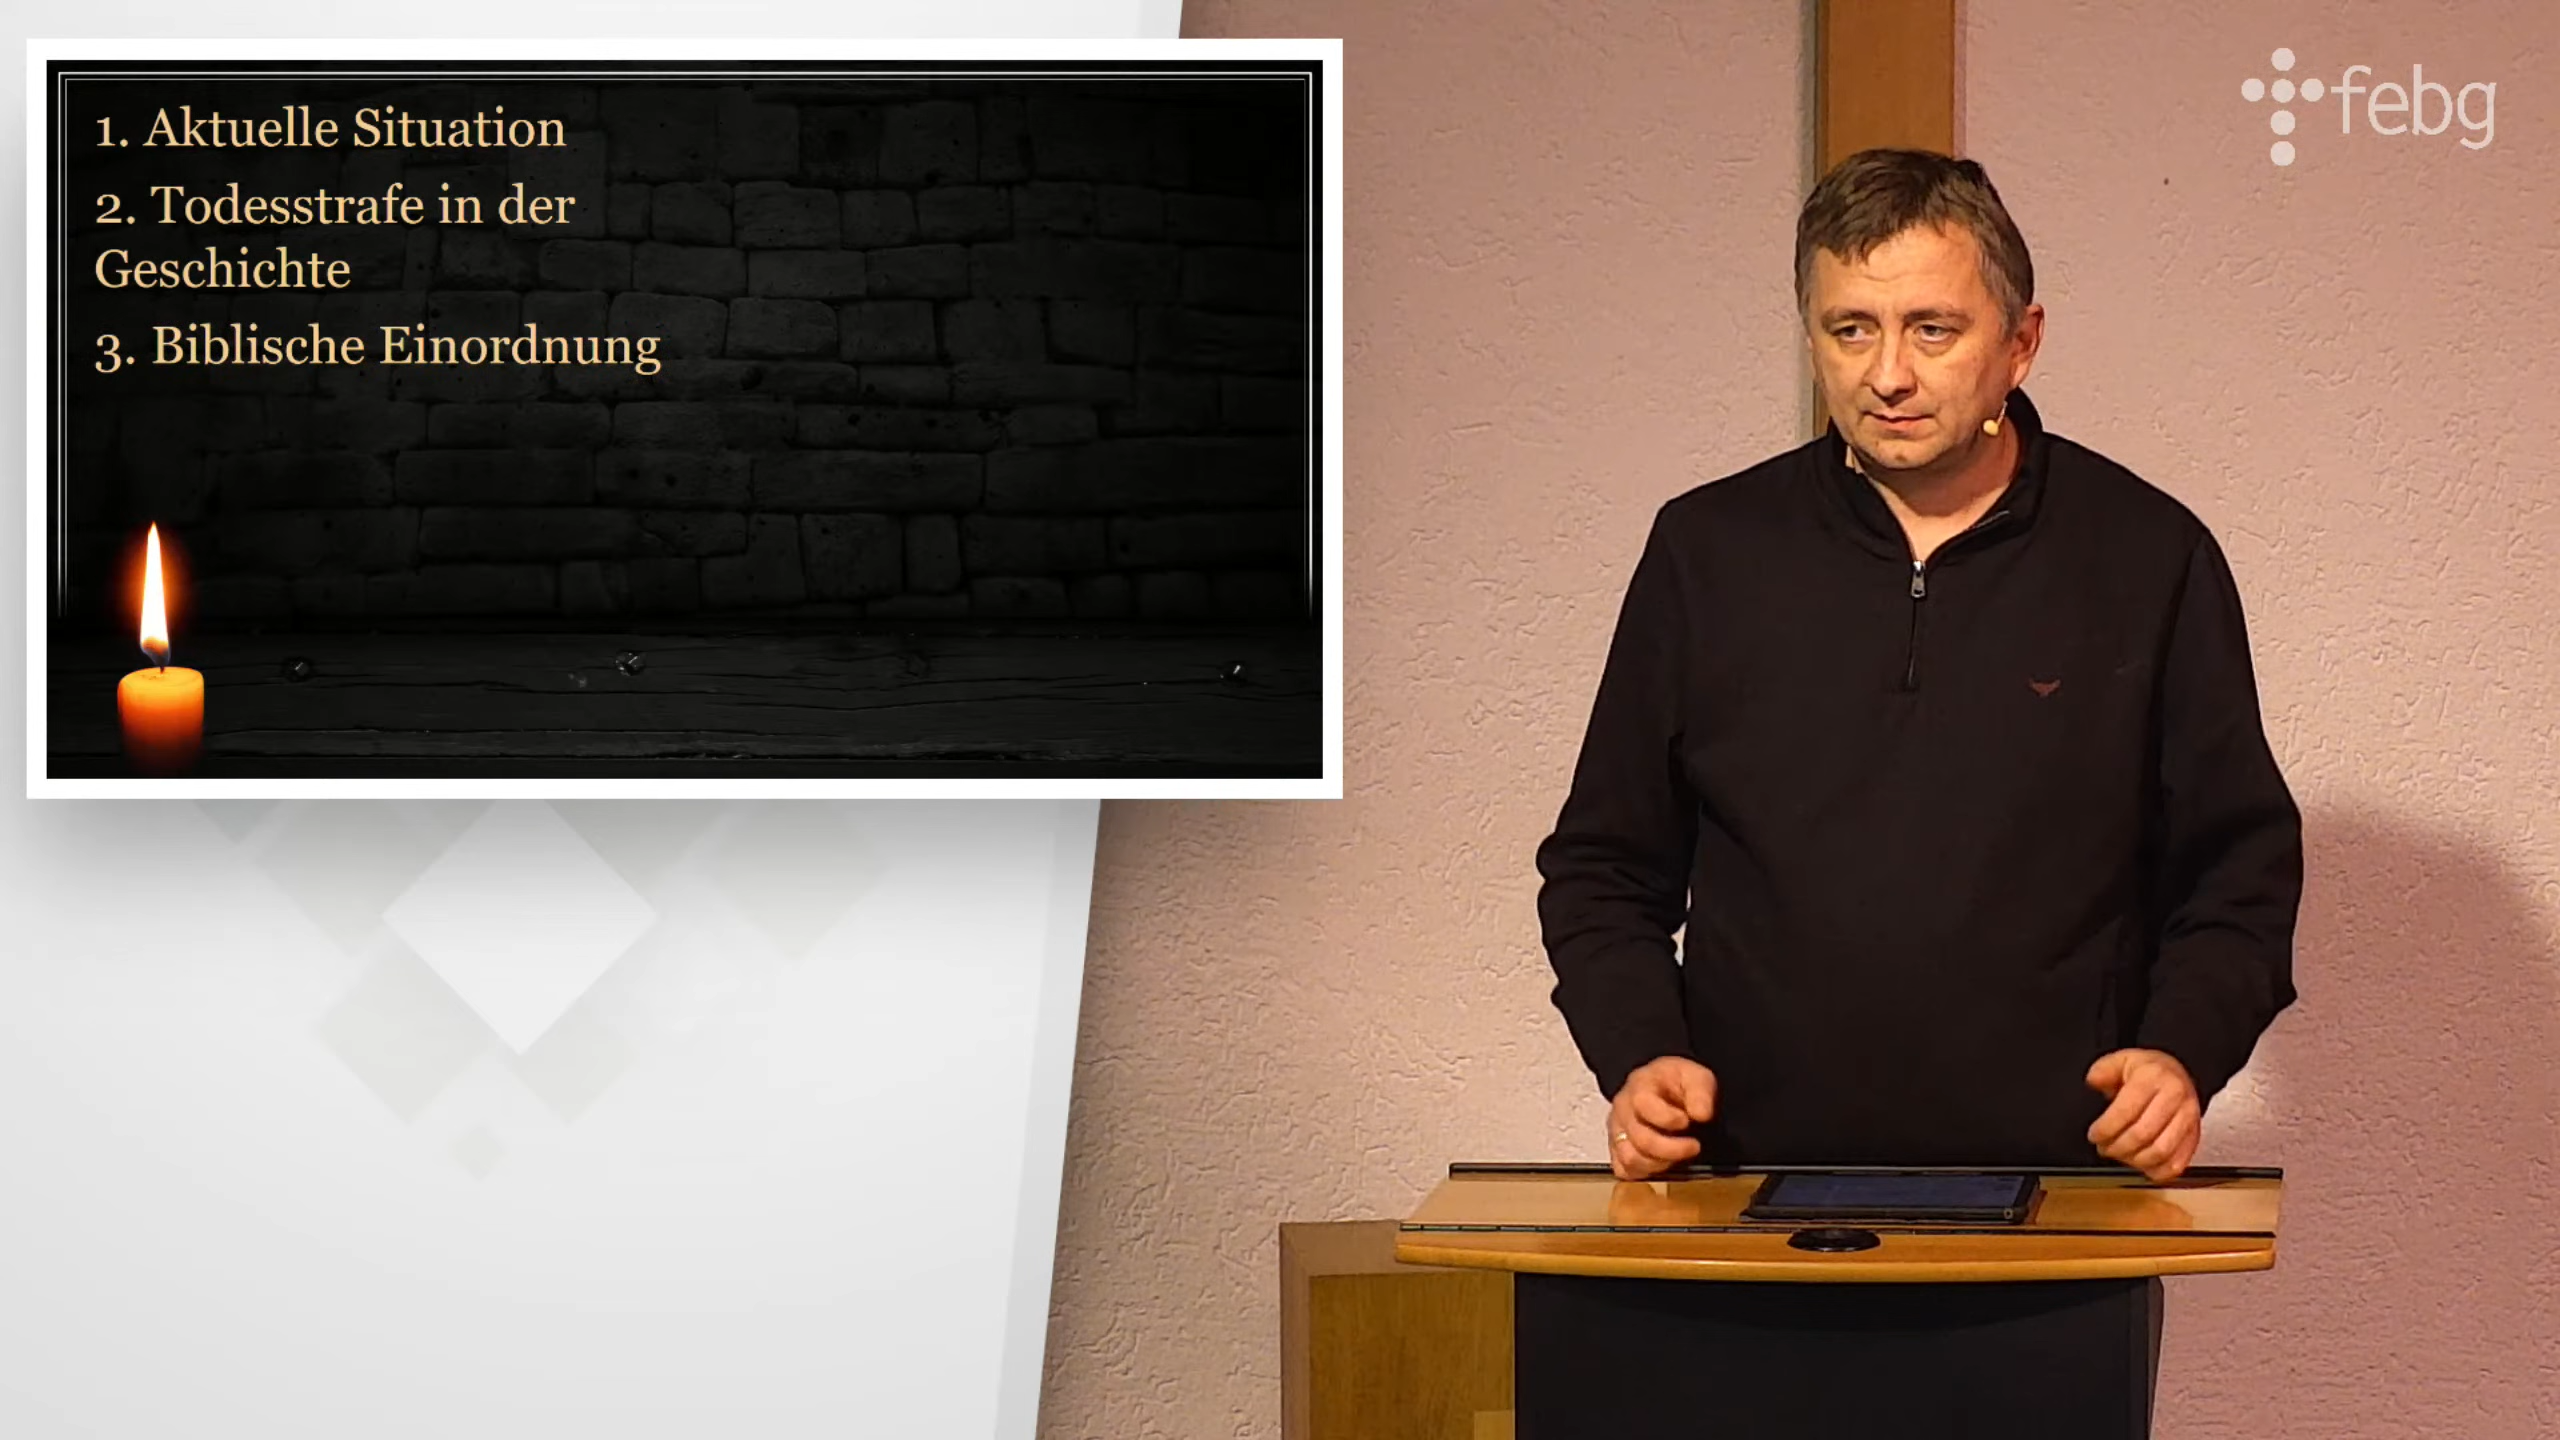 1. Aktuelle Situation
2. Todesstrafe in der
Geschichte
3. Biblische Einordnung
febg